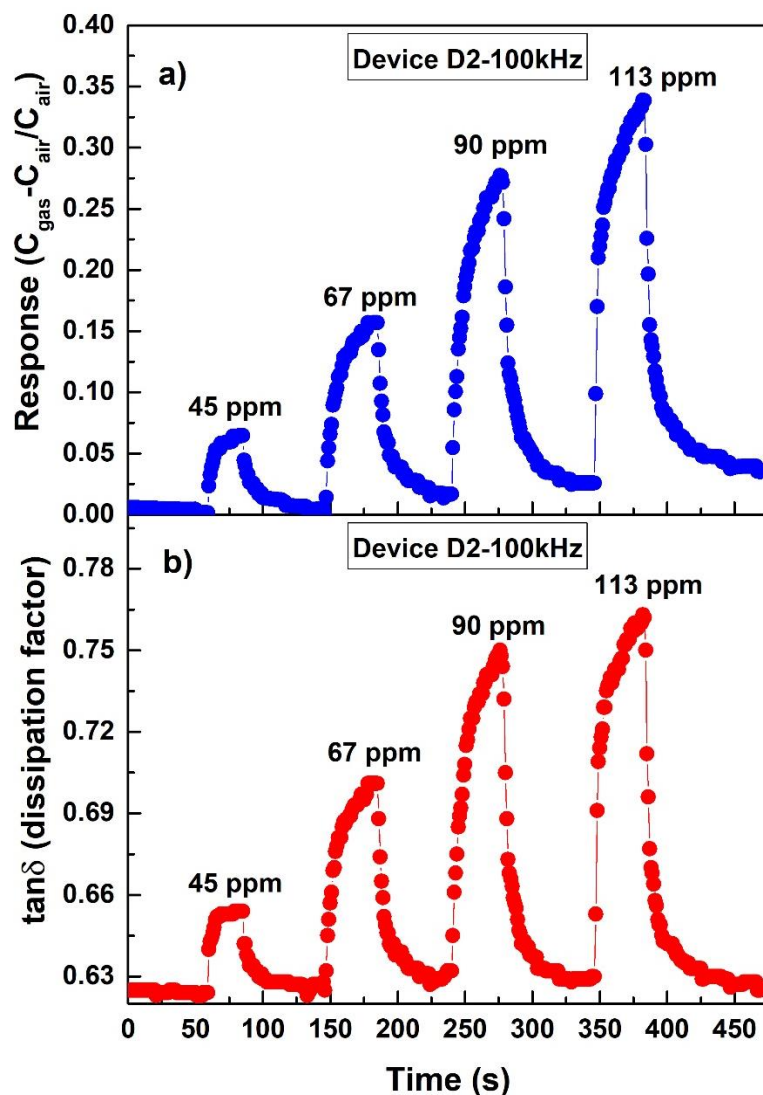 a)
Device D2-100kHz
Response (C_gas-C_air/C_air)
0.40
0.35
0.30
0.25
0.20
0.15
0.10
0.05
0.00
45 ppm
67 ppm
90 ppm
113 ppm
b)
Device D2-100kHz
tanδ (dissipation factor)
0.78
0.75
0.72
0.69
0.66
0.63
45 ppm
67 ppm
90 ppm
113 ppm
0 50 100 150 200 250 300 350 400 450
Time (s)